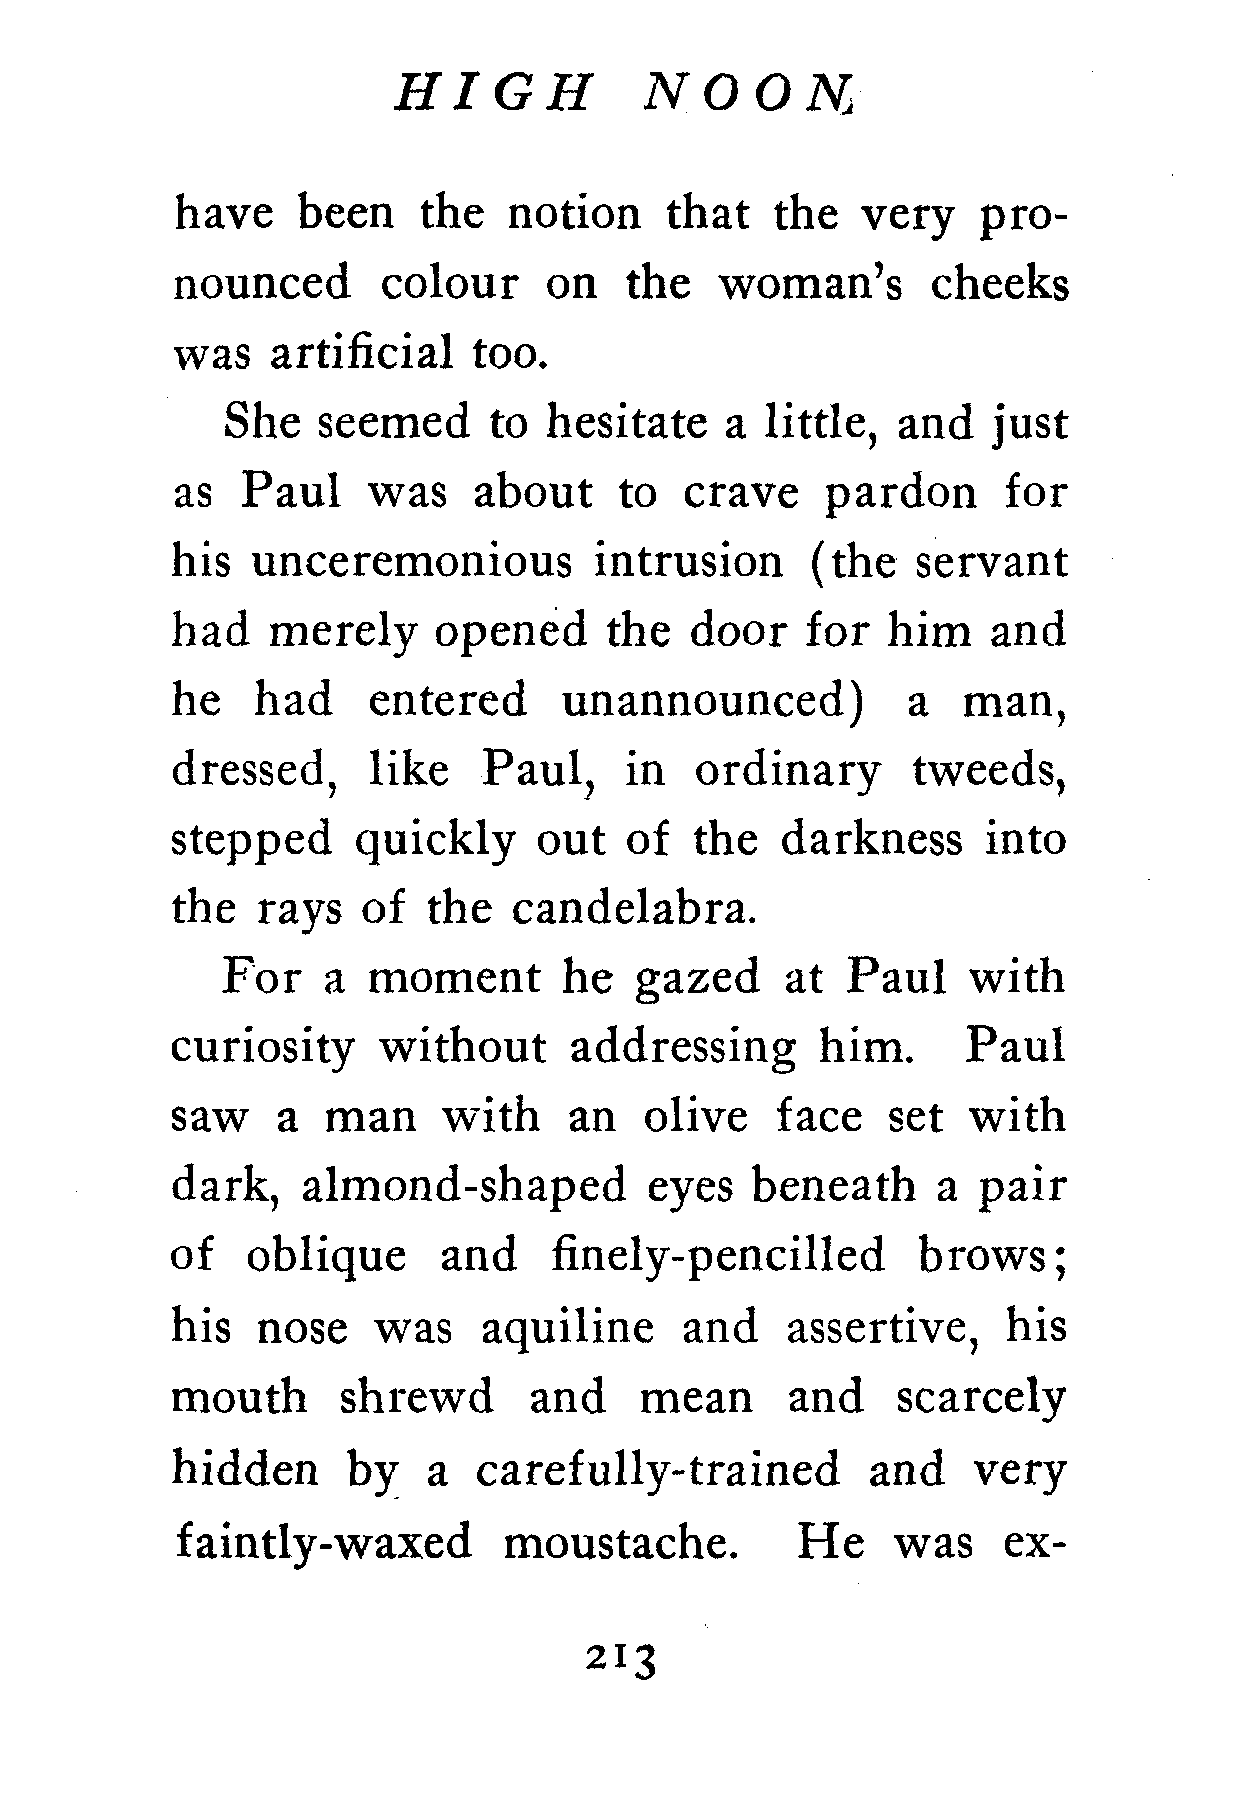 HIGH NOON
have been the notion that the very pro-
nounced colour on the woman's cheeks
was artificial too.
She seemed to hesitate a little, and just
as Paul was about to crave pardon for
his unceremonious intrusion (the servant
had merely opened the door for him and
he had entered unannounced) a man,
dressed, like Paul, in ordinary tweeds,
stepped quickly out of the darkness into
the rays of the candelabra.
For a moment he gazed at Paul with
curiosity without addressing him. Paul
saw a man with an olive face set with
dark, almond-shaped eyes beneath a pair
of oblique and finely-pencilled brows;
his nose was aquiline and assertive, his
mouth shrewd and mean and scarcely
hidden by a carefully-trained and very
faintly-waxed moustache. He was ex-
213